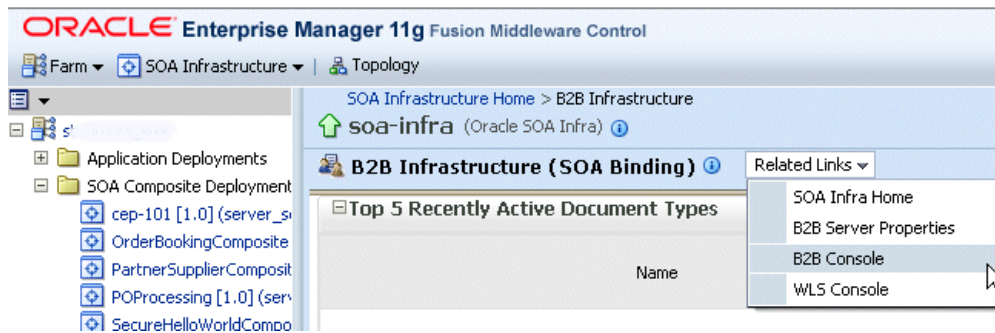 ORACLE Enterprise Manager 11g Fusion Middleware Control
Farm SOA Infrastructure | Topology
SOA Infrastructure Home > B2B Infrastructure
soa-infra (Oracle SOA Infra)
B2B Infrastructure (SOA Binding) Related Links
Application Deployments
SOA Composite Deployment
cep-101 [1.0] (server_s
OrderBookingComposite
PartnerSupplierComposit
POProcessing [1.0] (serv
SecureHelloWorldCompo
Top 5 Recently Active Document Types
Name
SOA Infra Home
B2B Server Properties
B2B Console
WLS Console